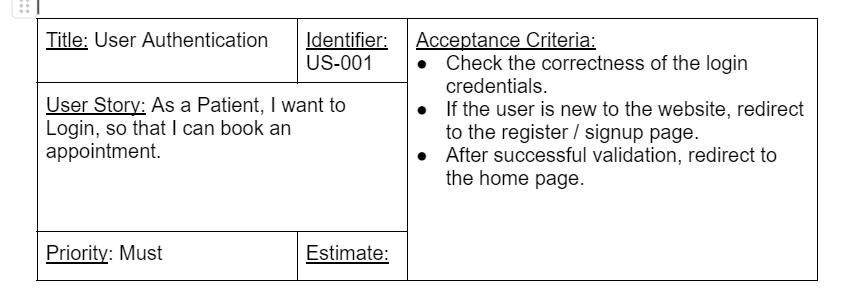 Title: User Authentication
Identifier:
US-001
User Story: As a Patient, I want to
Login, so that I can book an
appointment.
Priority: Must
Estimate:
Acceptance Criteria:
● Check the correctness of the login
credentials.
● If the user is new to the website, redirect
to the register / signup page.
● After successful validation, redirect to
the home page.